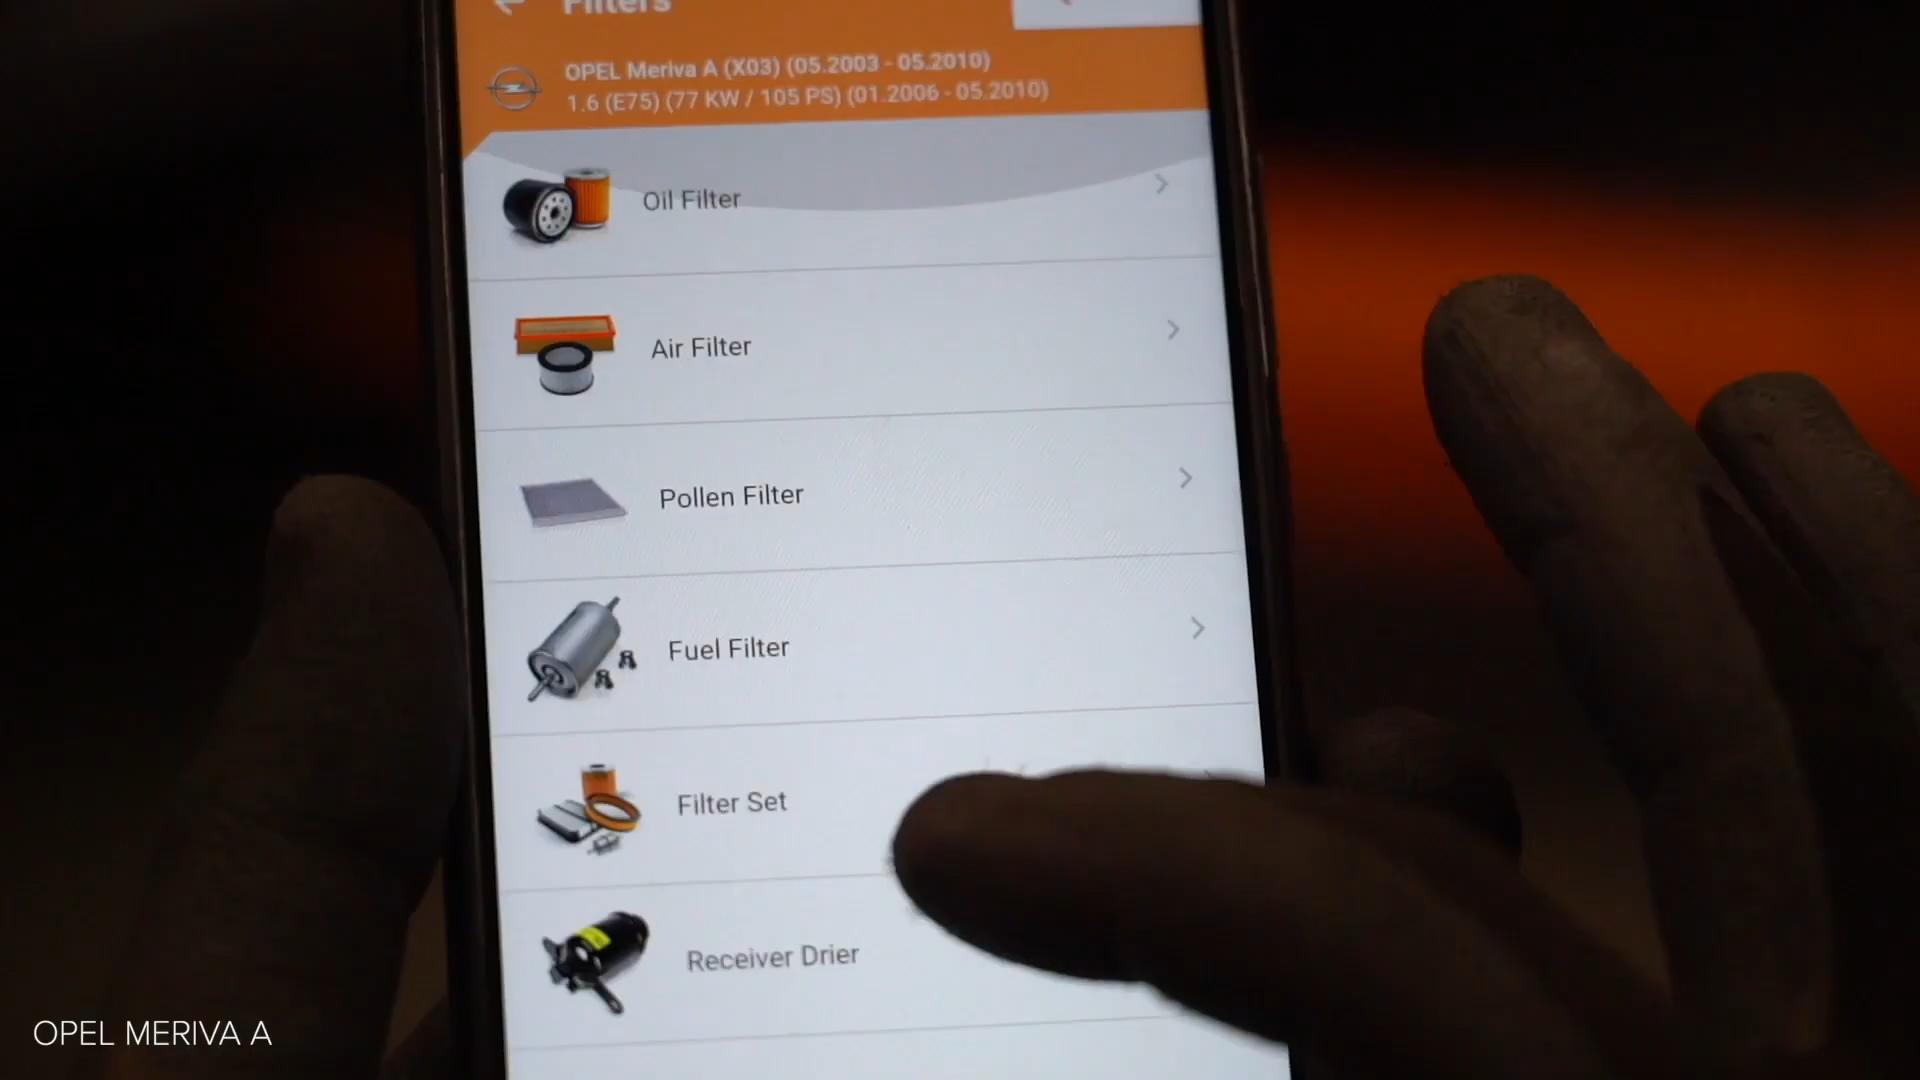 Filters
OPEL Meriva A (X03) (05.2003 - 05.2010)
1.6 (E75) (77 KW / 105 PS) (01.2006 - 05.2010)
Oil Filter
Air Filter
Pollen Filter
Fuel Filter
Filter Set
Receiver Drier
OPEL MERIVA A